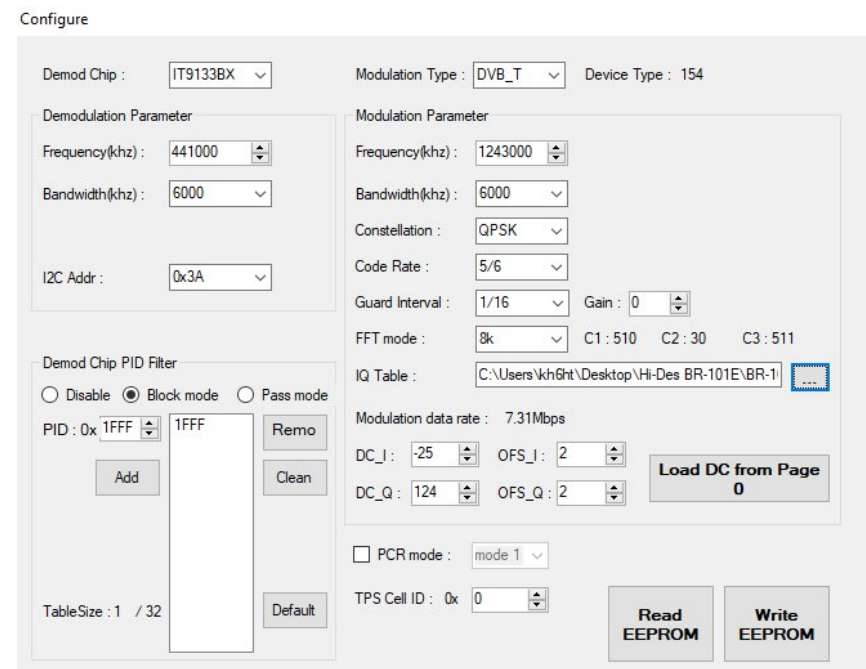 Configure
Demod Chip : IT9133BX
Modulation Type : DVB_T Device Type : 154
Demodulation Parameter
Frequency(khz) : 441000
Bandwidth(khz) : 6000
I2C Addr : 0x3A
Modulation Parameter
Frequency(khz) : 1243000
Bandwidth(khz) : 6000
Constellation : QPSK
Code Rate : 5/6
Guard Interval : 1/16 Gain : 0
FFT mode : 8k C1 : 510 C2 : 30 C3 : 511
IQ Table : C:\Users\kh6ht\Desktop\Hi-Des BR-101E\BR-1 ...
Modulation data rate : 7.31Mbps
DC_I : -25 OFS_I : 2
DC_Q : 124 OFS_Q : 2
Load DC from Page
0
Demod Chip PID Filter
Disable Block mode Pass mode
PID : 0x 1FFF 1FFF Remo
Add Clean
TableSize : 1 / 32 Default
PCR mode : mode 1
TPS Cell ID : 0x 0
Read
EEPROM
Write
EEPROM